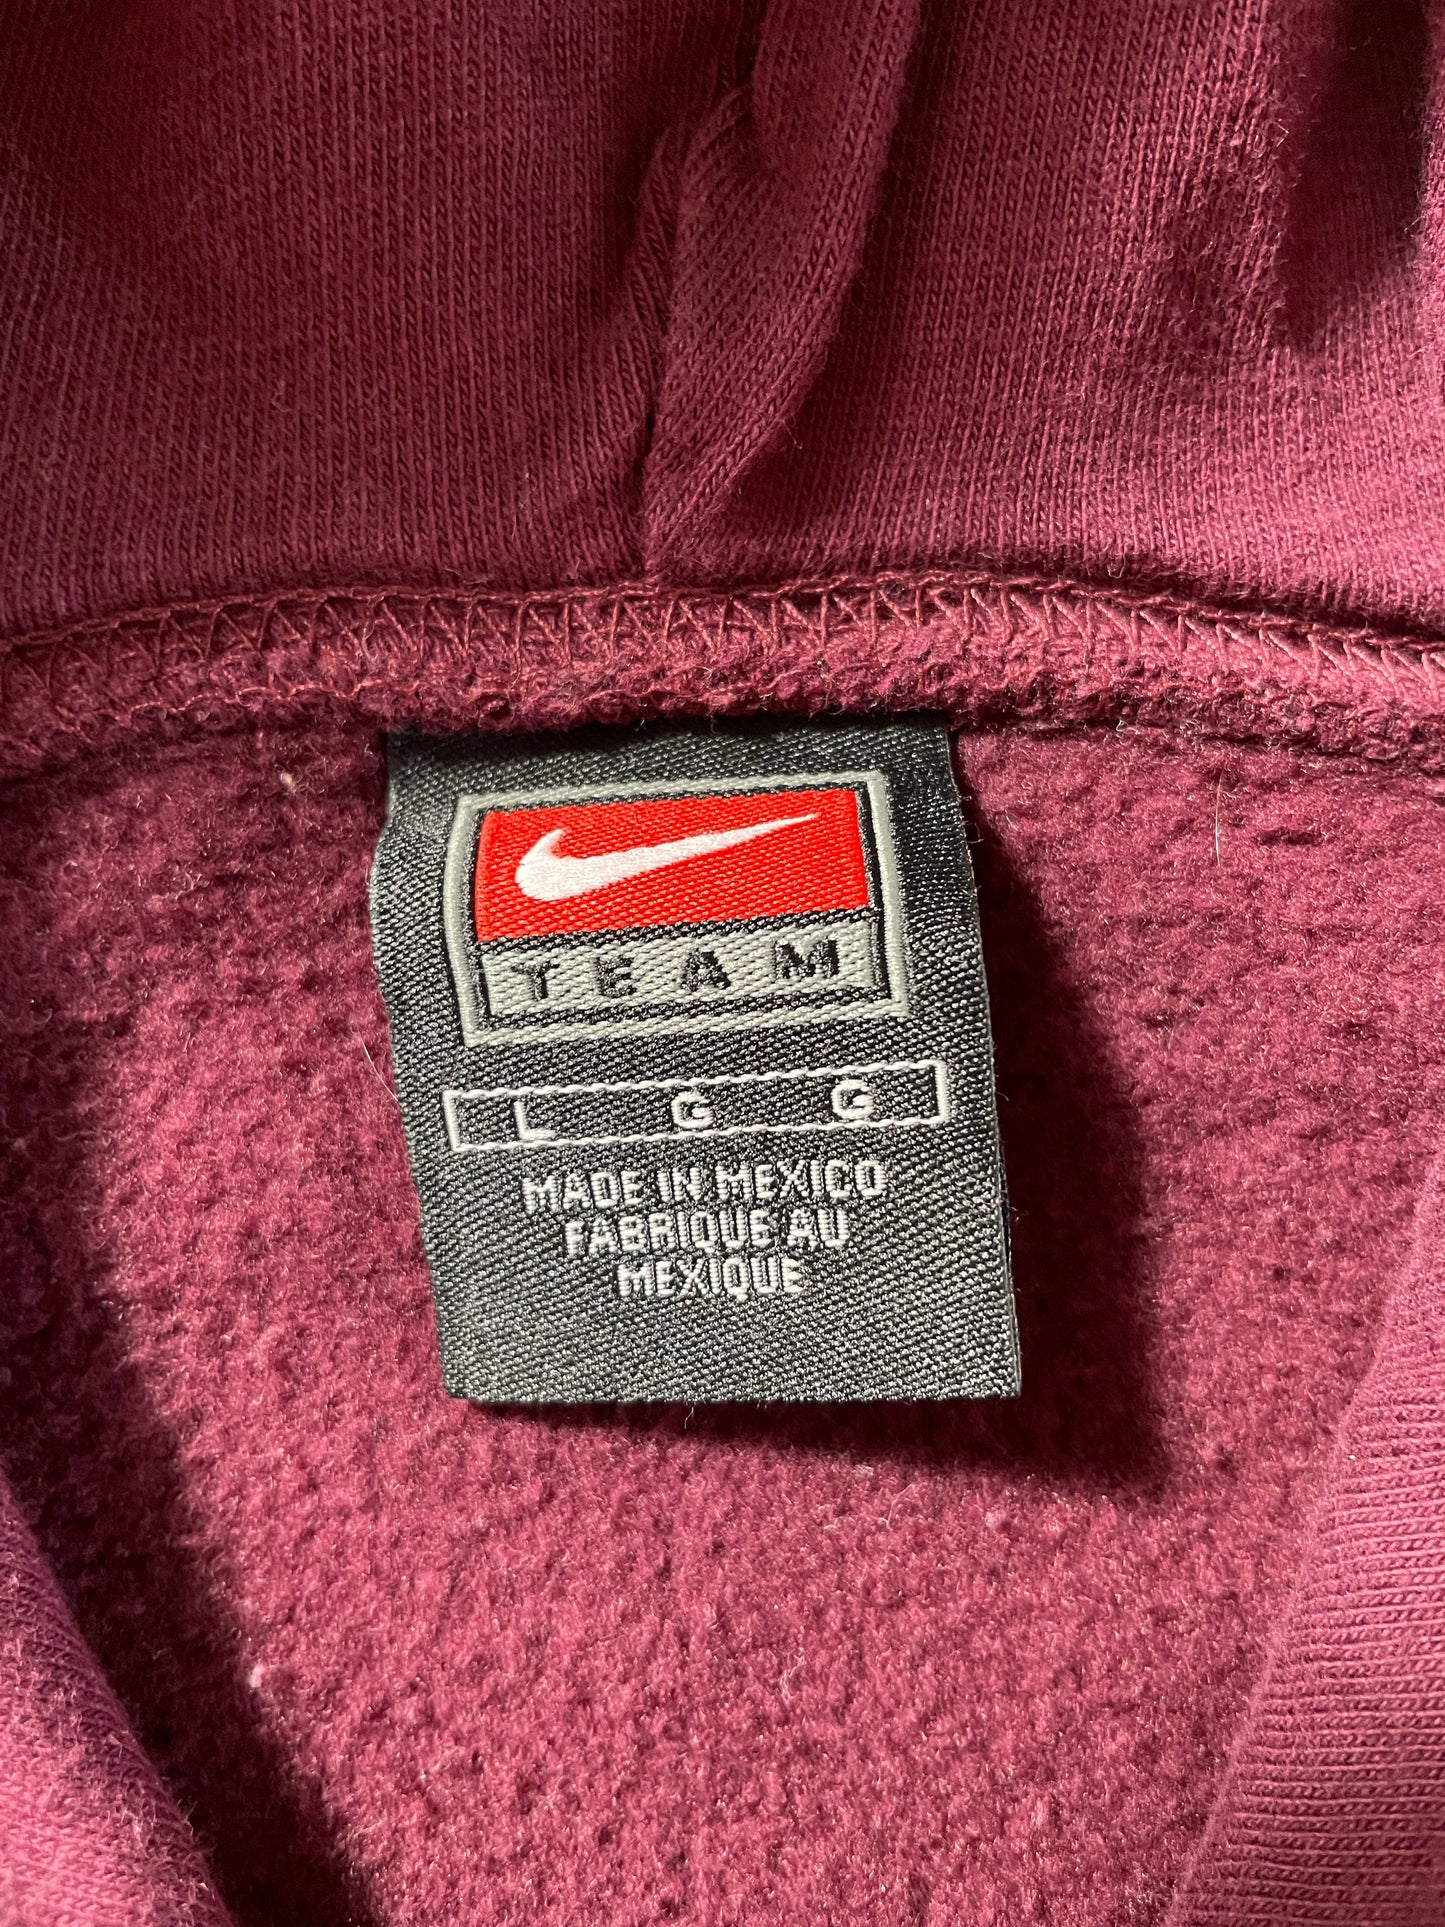 TEAM
L G G
MADE IN MEXICO
FABRIQUE AU
MEXIQUE